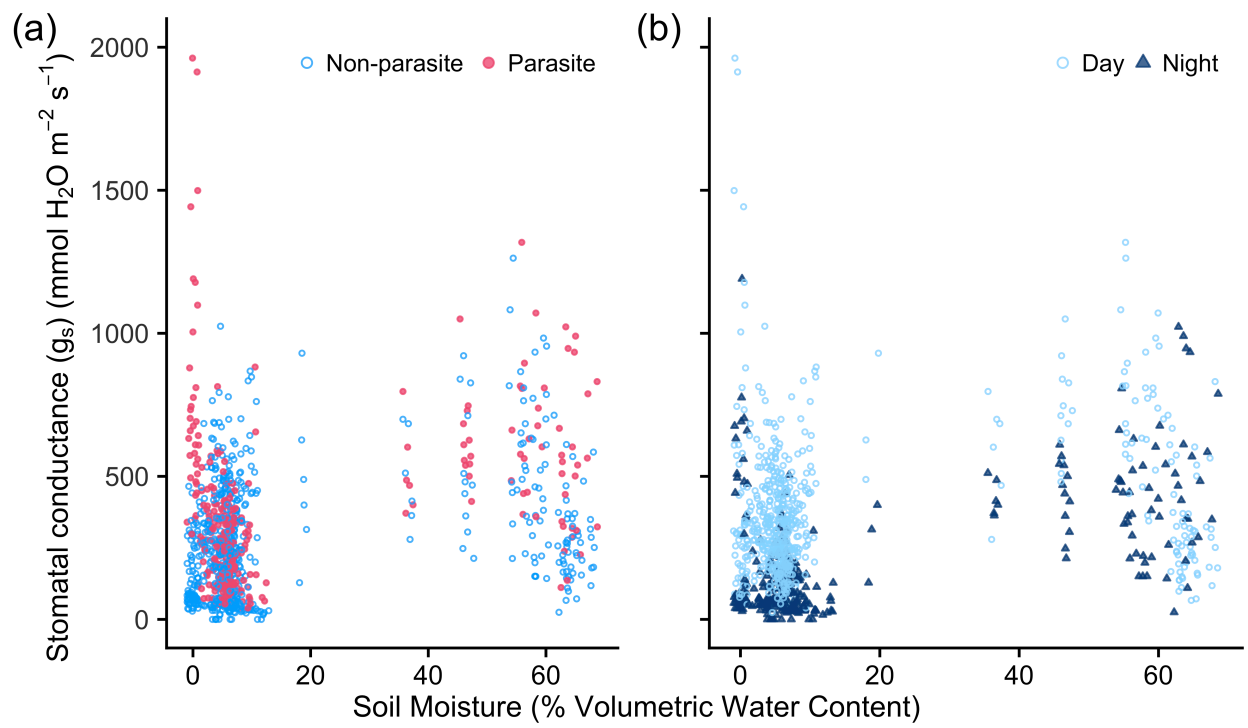 (a)
(b)
Non-parasite Parasite
Day Night
Stomatal conductance (gₛ) (mmol H₂O m⁻² s⁻¹)
2000
1500
1000
500
0
0 20 40 60
0 20 40 60
Soil Moisture (% Volumetric Water Content)